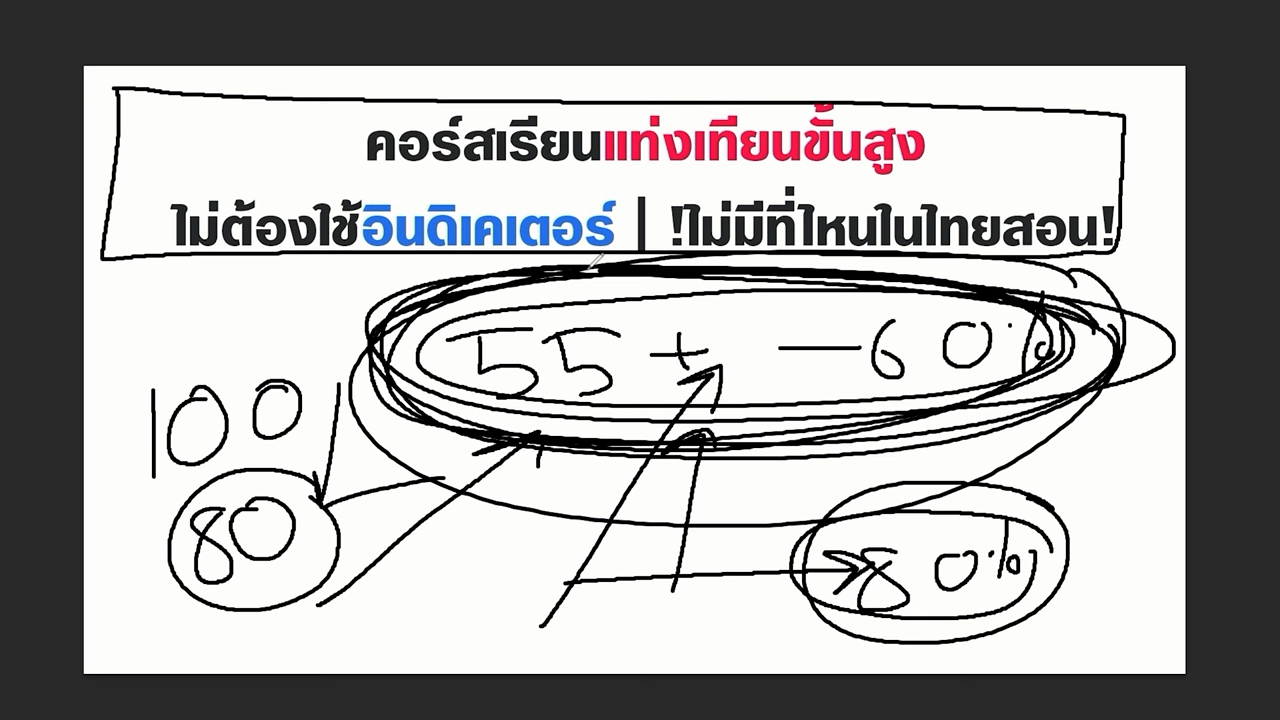 คอร์สเรียนแท่งเทียนขั้นสูง
ไม่ต้องใช้อินดิเคเตอร์ | !ไม่มีที่ไหนในไทยสอน!
55 + - 60%
100
80
80%